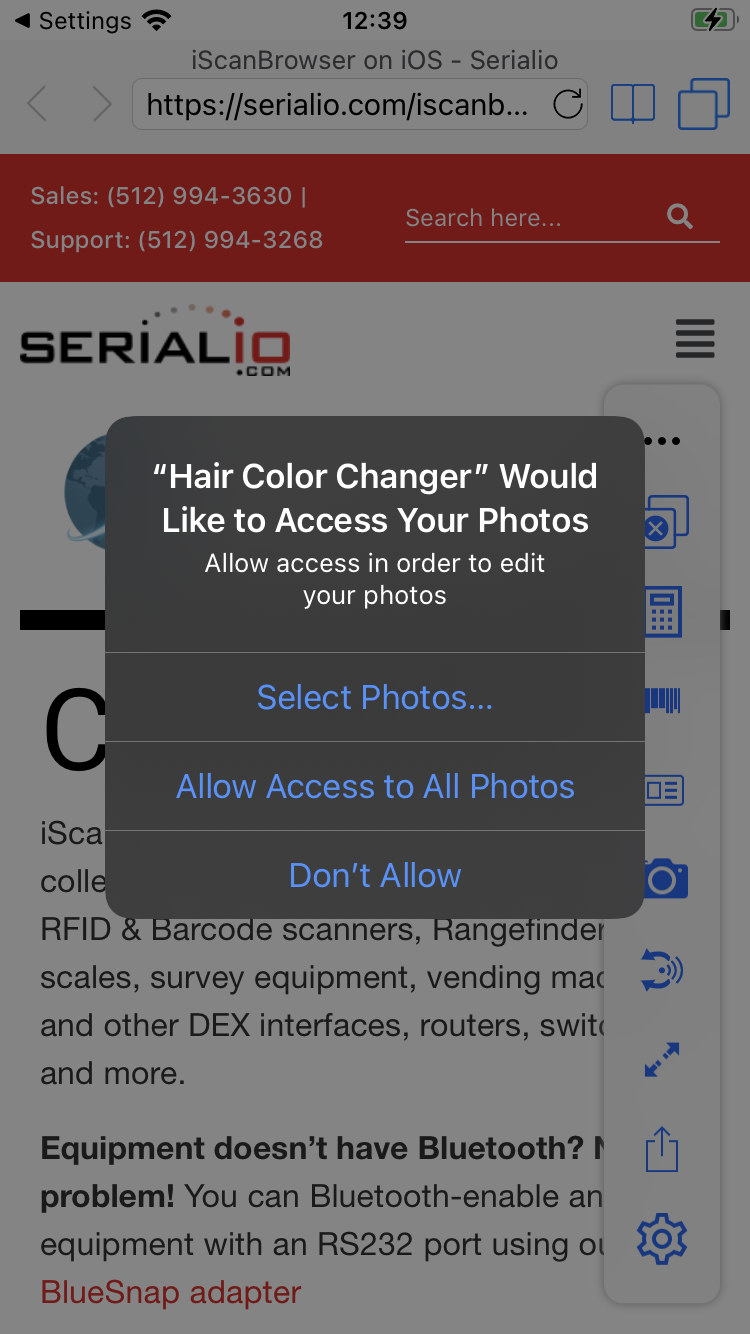 Settings
12:39
iScanBrowser on iOS - Serialio
https://serialio.com/iscanb...
Sales: (512) 994-3630 |
Support: (512) 994-3268
Search here...
SERIALIO
.COM
“Hair Color Changer” Would
Like to Access Your Photos
Allow access in order to edit
your photos
Select Photos...
Allow Access to All Photos
Don’t Allow
C
iSca
colle
RFID & Barcode scanners, Rangefinder
scales, survey equipment, vending mac
and other DEX interfaces, routers, switc
and more.
Equipment doesn’t have Bluetooth? N
problem! You can Bluetooth-enable an
equipment with an RS232 port using ou
BlueSnap adapter